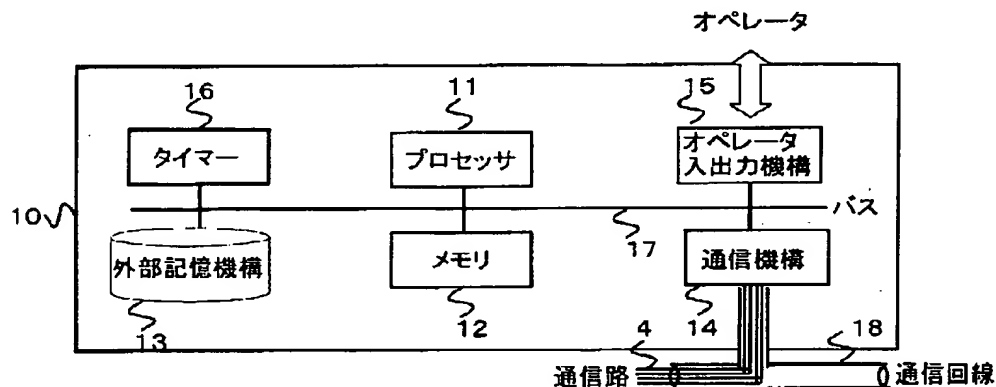 オペレータ
16
11
15
タイマー
プロセッサ
オペレータ
入出力機構
10
バス
17
外部記憶機構
メモリ
通信機構
13
12
14
4
18
通信路
通信回線